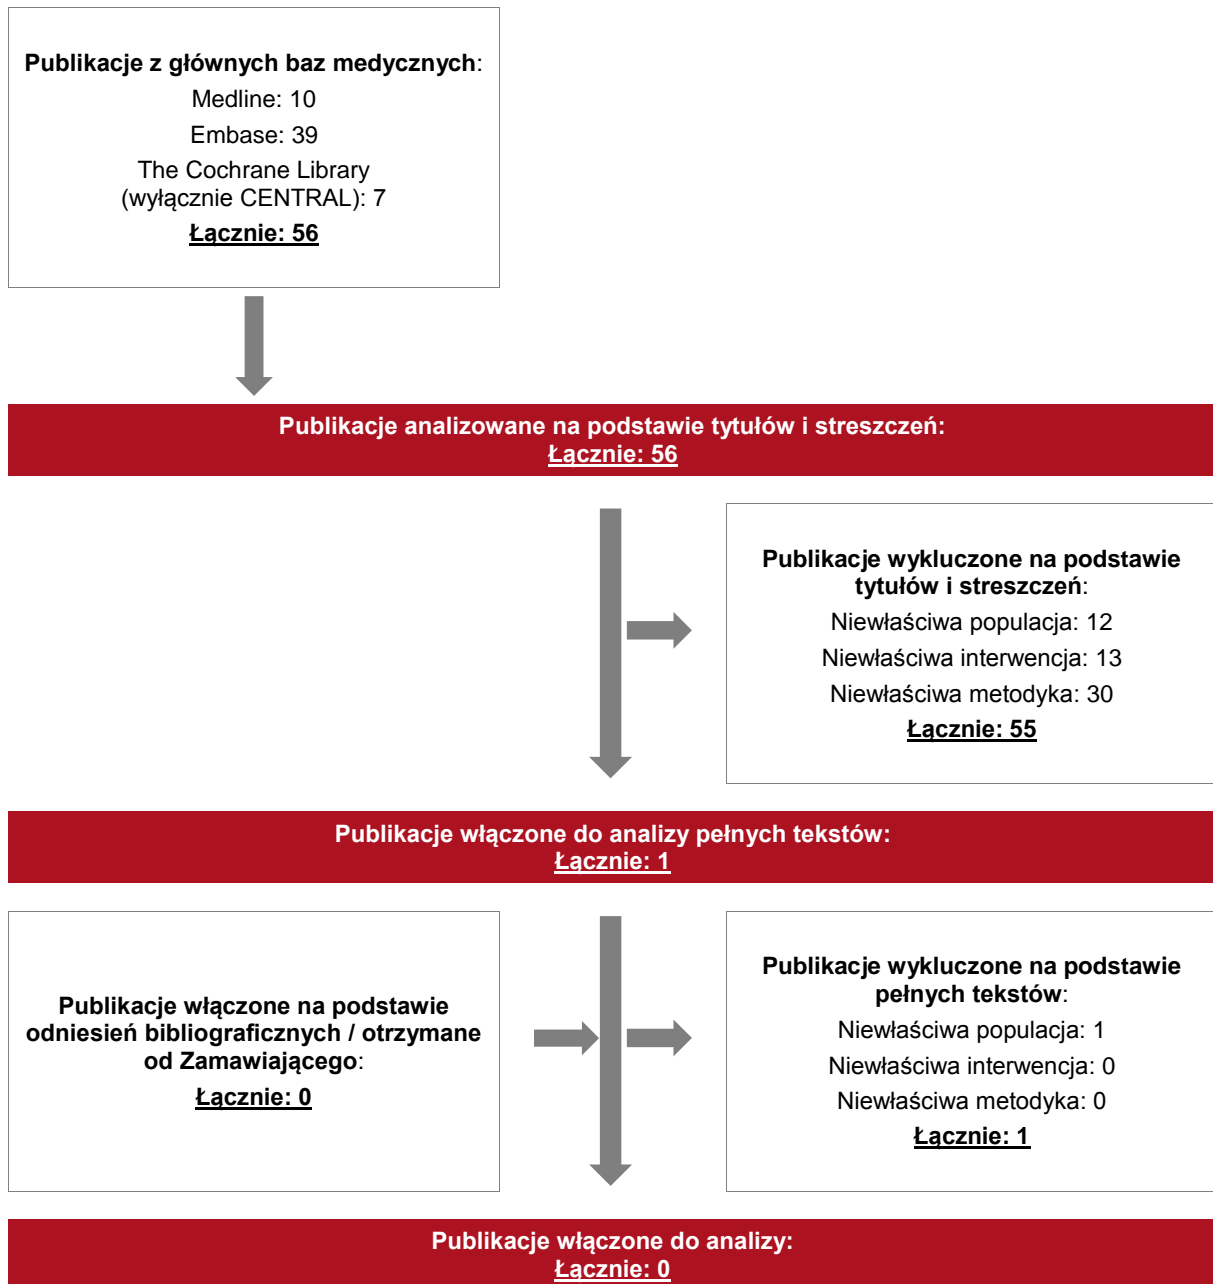 Publikacje z głównych baz medycznych:
Medline: 10
Embase: 39
The Cochrane Library
(wyłącznie CENTRAL): 7
Łącznie: 56
Publikacje analizowane na podstawie tytułów i streszczeń:
Łącznie: 56
Publikacje wykluczone na podstawie
tytułów i streszczeń:
Niewłaściwa populacja: 12
Niewłaściwa interwencja: 13
Niewłaściwa metodyka: 30
Łącznie: 55
Publikacje włączone do analizy pełnych tekstów:
Łącznie: 1
Publikacje włączone na podstawie
odniesień bibliograficznych / otrzymane
od Zamawiającego:
Łącznie: 0
Publikacje wykluczone na podstawie
pełnych tekstów:
Niewłaściwa populacja: 1
Niewłaściwa interwencja: 0
Niewłaściwa metodyka: 0
Łącznie: 1
Publikacje włączone do analizy:
Łącznie: 0